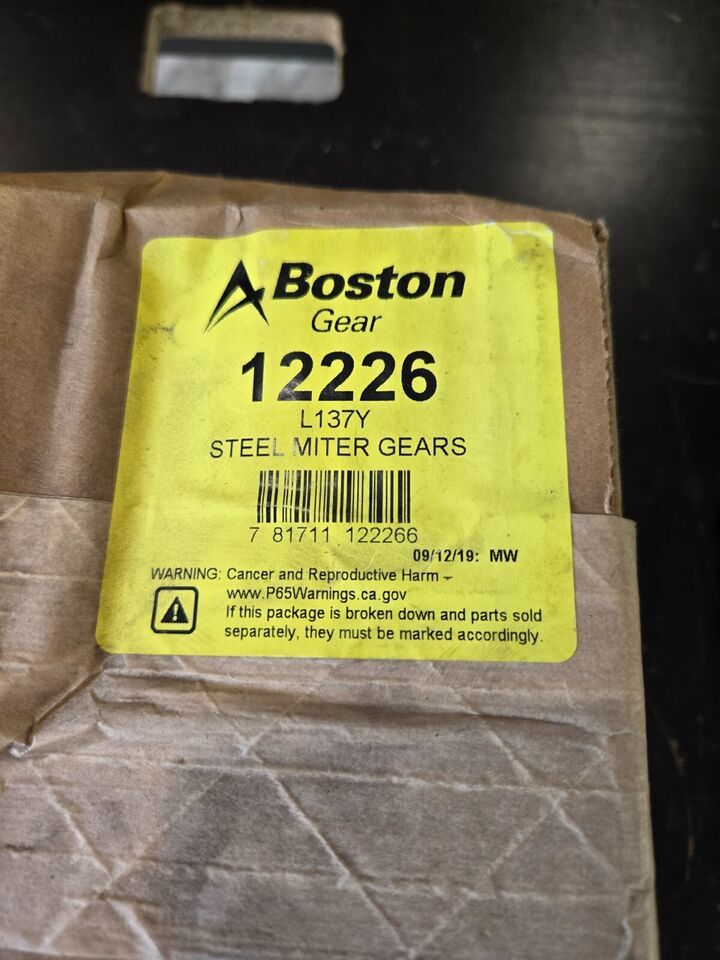 Boston
Gear
12226
L137Y
STEEL MITER GEARS
7 81711 122266
09/12/19: MW
WARNING: Cancer and Reproductive Harm -
www.P65Warnings.ca.gov
If this package is broken down and parts sold
separately, they must be marked accordingly.